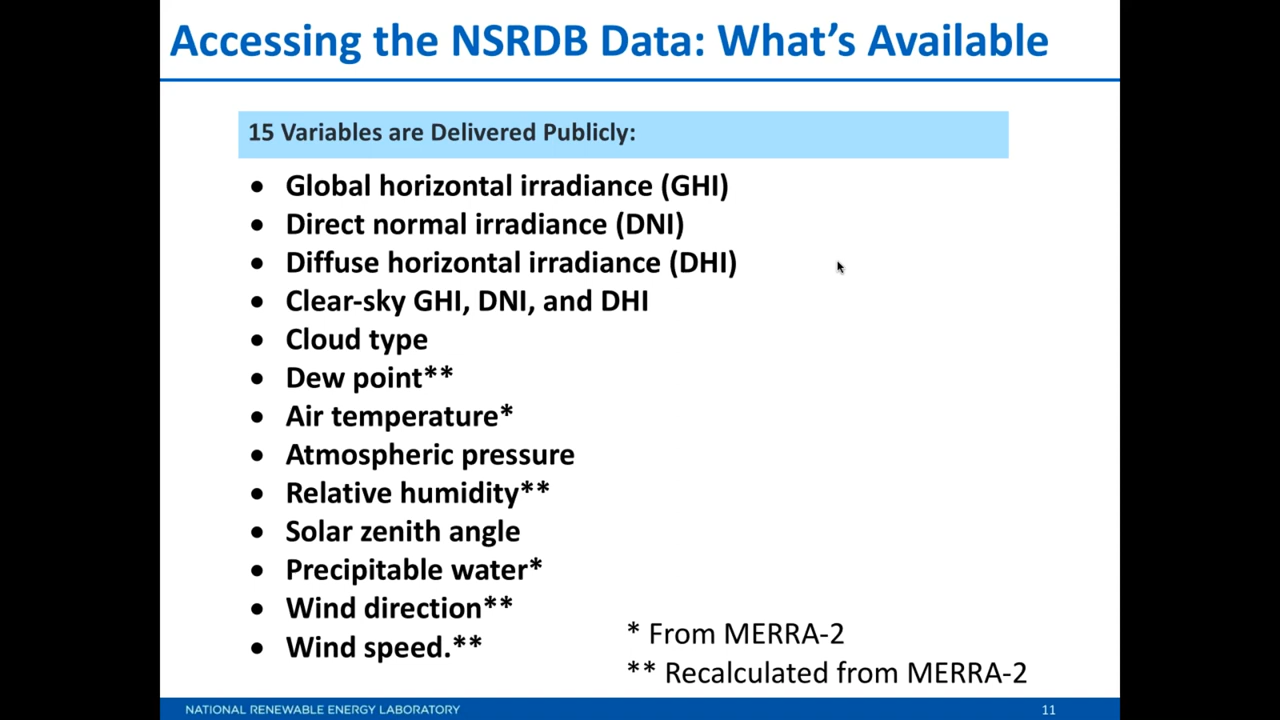 Accessing the NSRDB Data: What’s Available
15 Variables are Delivered Publicly:
• Global horizontal irradiance (GHI)
• Direct normal irradiance (DNI)
• Diffuse horizontal irradiance (DHI)
• Clear-sky GHI, DNI, and DHI
• Cloud type
• Dew point**
• Air temperature*
• Atmospheric pressure
• Relative humidity**
• Solar zenith angle
• Precipitable water*
• Wind direction**
• Wind speed.**
* From MERRA-2
** Recalculated from MERRA-2
NATIONAL RENEWABLE ENERGY LABORATORY
11